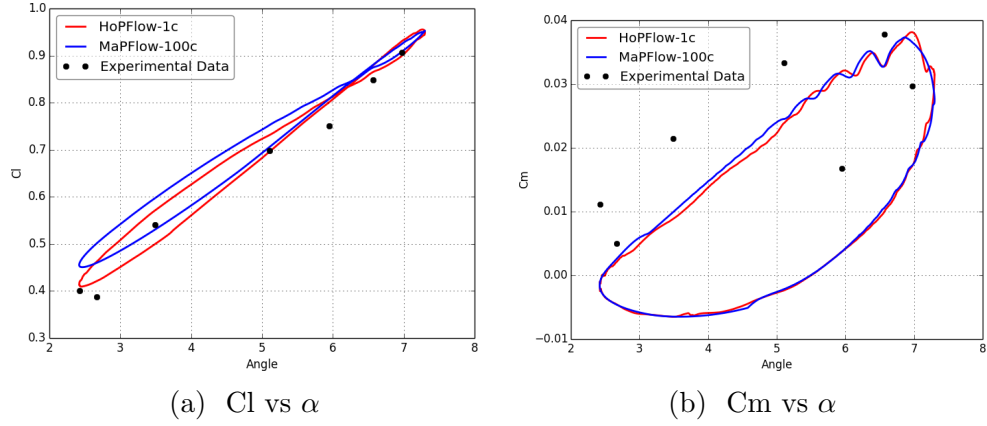 1.0
0.9
0.8
0.7
0.6
0.5
0.4
0.3
Cl
HoPFlow-1c
MaPFlow-100c
Experimental Data
2 3 4 5 6 7 8
Angle
(a) Cl vs α
0.04
0.03
0.02
0.01
0.00
−0.01
Cm
HoPFlow-1c
MaPFlow-100c
Experimental Data
2 3 4 5 6 7 8
Angle
(b) Cm vs α